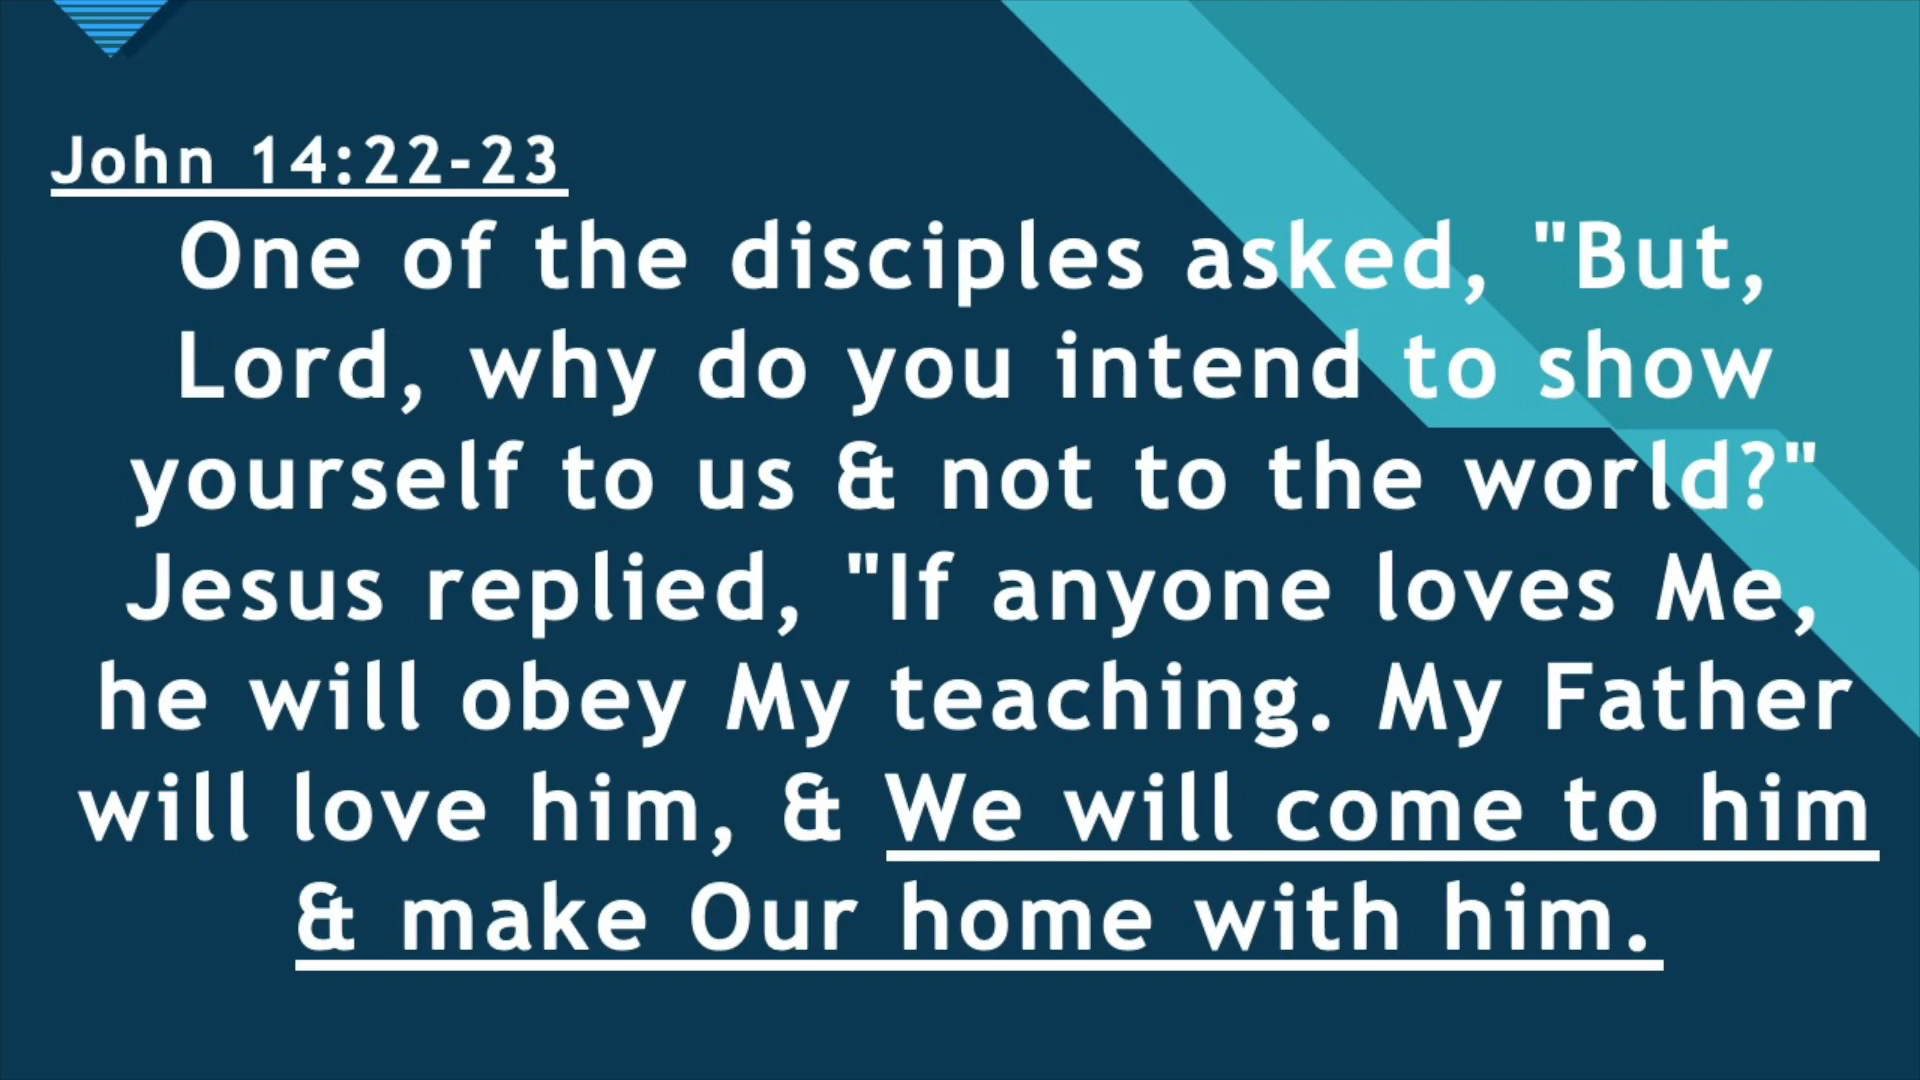 John 14:22-23
One of the disciples asked, "But,
Lord, why do you intend to show
yourself to us & not to the world?"
Jesus replied, "If anyone loves Me,
he will obey My teaching. My Father
will love him, & We will come to him
& make Our home with him.